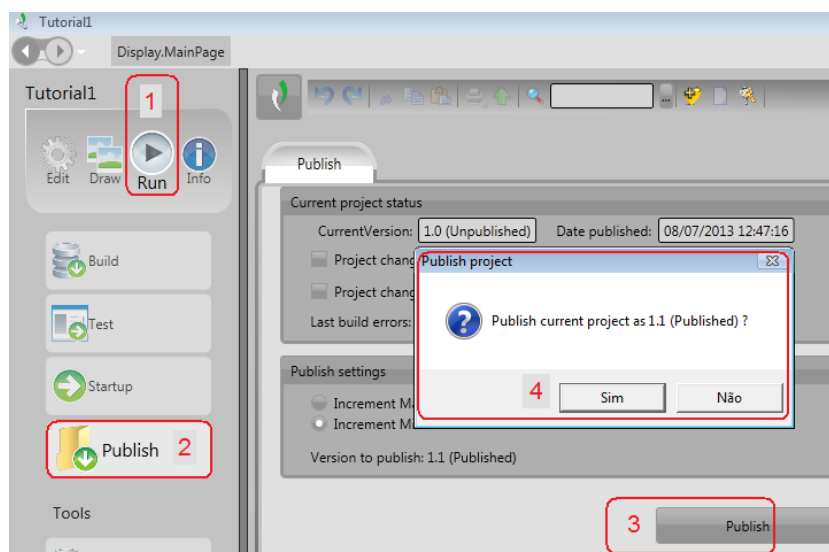 Tutorial1
Display.MainPage
Tutorial1
1
Edit Draw Run Info
Build
Test
Startup
Publish 2
Tools
Publish
Current project status
CurrentVersion: 1.0 (Unpublished) Date published: 08/07/2013 12:47:16
Project chang
Project chang
Last build errors:
Publish project
Publish current project as 1.1 (Published) ?
4 Sim Não
Publish settings
Increment Ma
Increment Mi
Version to publish: 1.1 (Published)
3 Publish